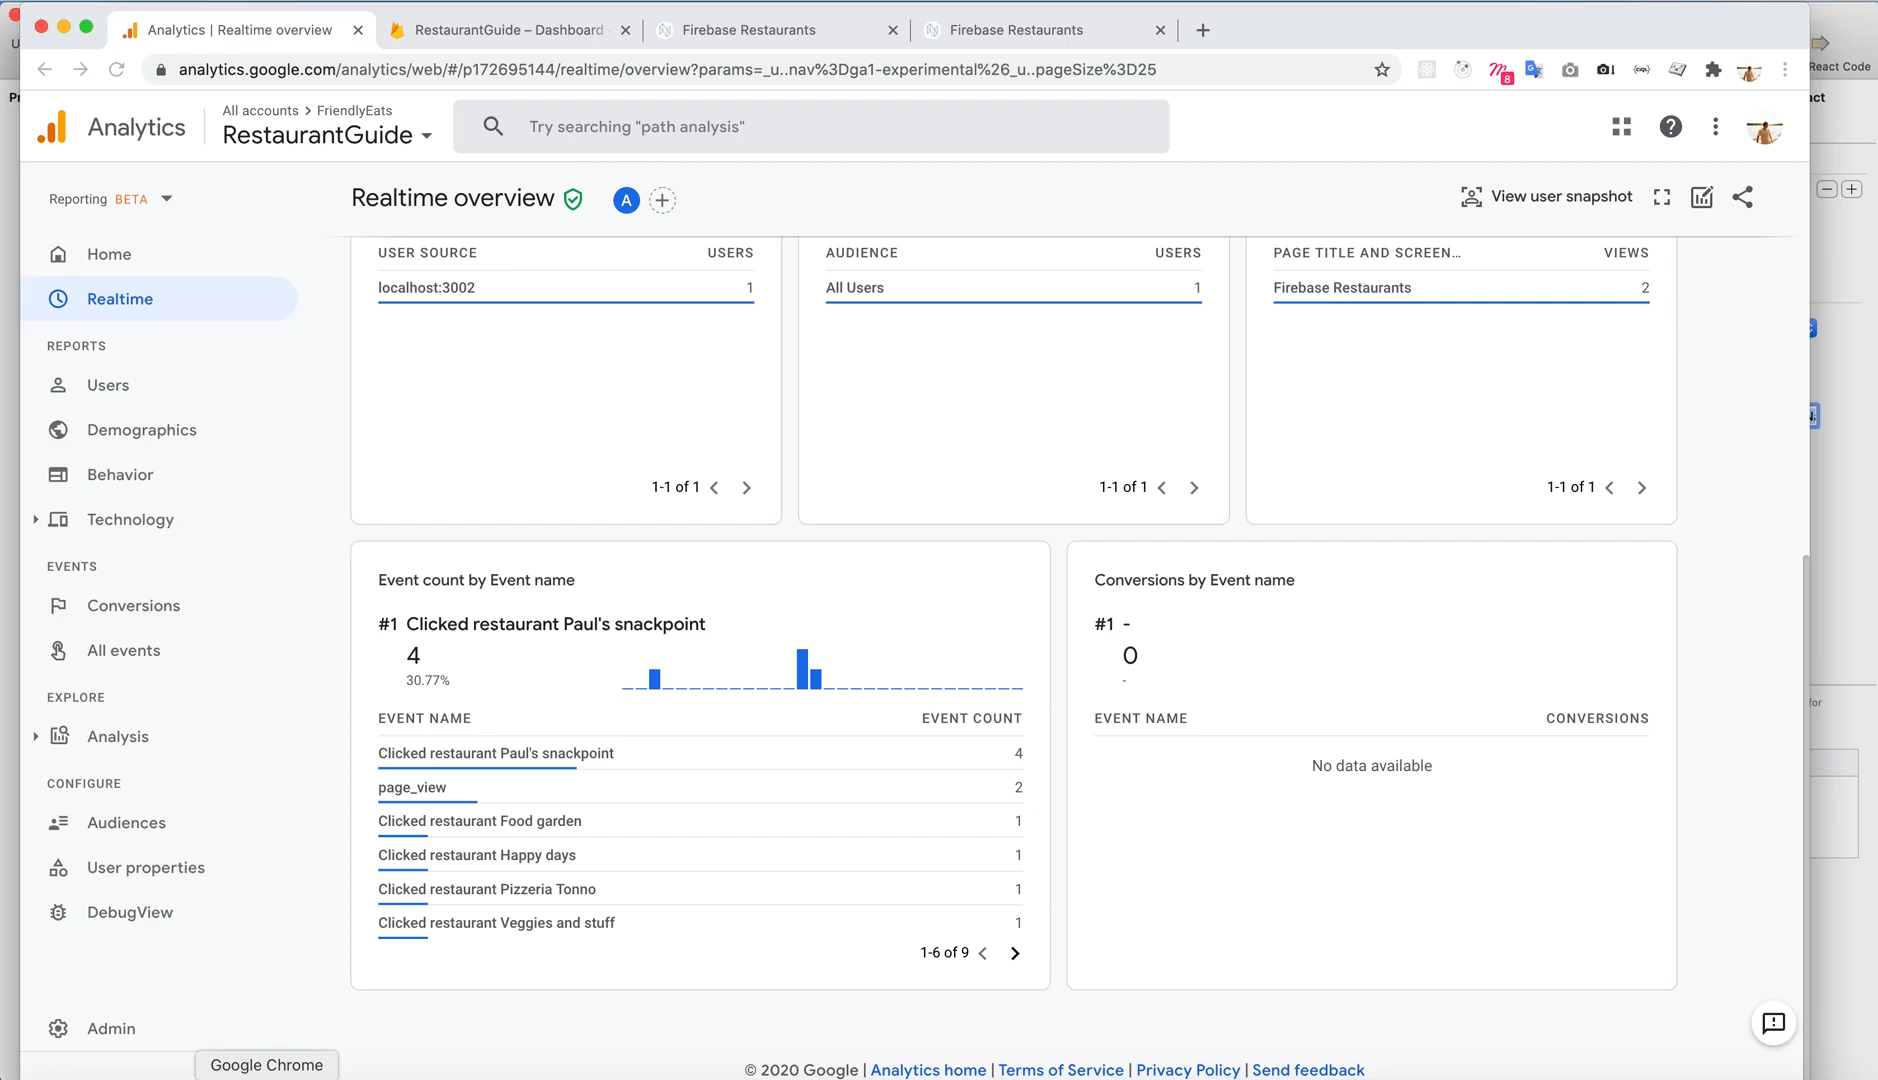 Analytics | Realtime overview
RestaurantGuide – Dashboard
Firebase Restaurants
Firebase Restaurants
analytics.google.com/analytics/web/#/p172695144/realtime/overview?params=_u..nav%3Dga1-experimental%26_u..pageSize%3D25
8
React Code
Analytics
All accounts > FriendlyEats
RestaurantGuide
Try searching "path analysis"
Reporting BETA
Realtime overview
A
View user snapshot
Home
Realtime
REPORTS
Users
Demographics
Behavior
Technology
EVENTS
Conversions
All events
EXPLORE
Analysis
CONFIGURE
Audiences
User properties
DebugView
Admin
USER SOURCE USERS
localhost:3002 1
1-1 of 1
AUDIENCE USERS
All Users 1
1-1 of 1
PAGE TITLE AND SCREEN... VIEWS
Firebase Restaurants 2
1-1 of 1
Event count by Event name
#1 Clicked restaurant Paul's snackpoint
4
30.77%
EVENT NAME EVENT COUNT
Clicked restaurant Paul's snackpoint 4
page_view 2
Clicked restaurant Food garden 1
Clicked restaurant Happy days 1
Clicked restaurant Pizzeria Tonno 1
Clicked restaurant Veggies and stuff 1
1-6 of 9
Conversions by Event name
#1 -
0
-
EVENT NAME CONVERSIONS
No data available
Google Chrome
© 2020 Google | Analytics home | Terms of Service | Privacy Policy | Send feedback